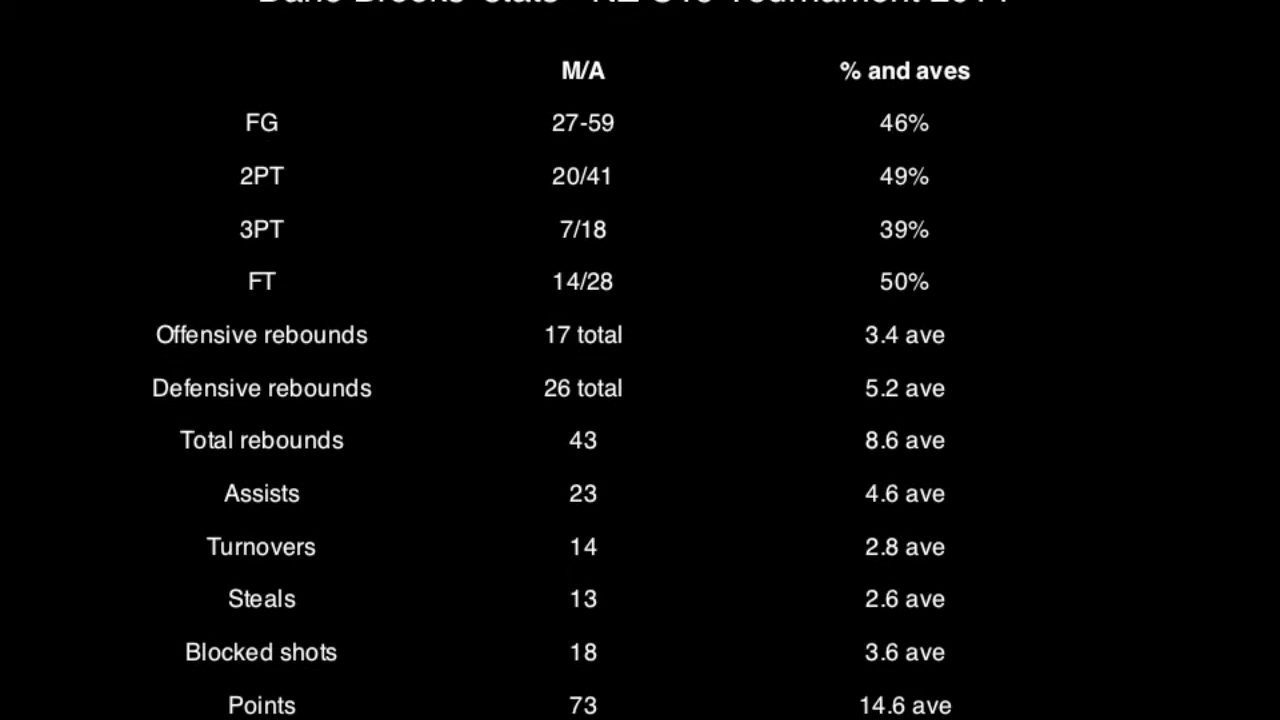 M/A % and aves
FG 27-59 46%
2PT 20/41 49%
3PT 7/18 39%
FT 14/28 50%
Offensive rebounds 17 total 3.4 ave
Defensive rebounds 26 total 5.2 ave
Total rebounds 43 8.6 ave
Assists 23 4.6 ave
Turnovers 14 2.8 ave
Steals 13 2.6 ave
Blocked shots 18 3.6 ave
Points 73 14.6 ave